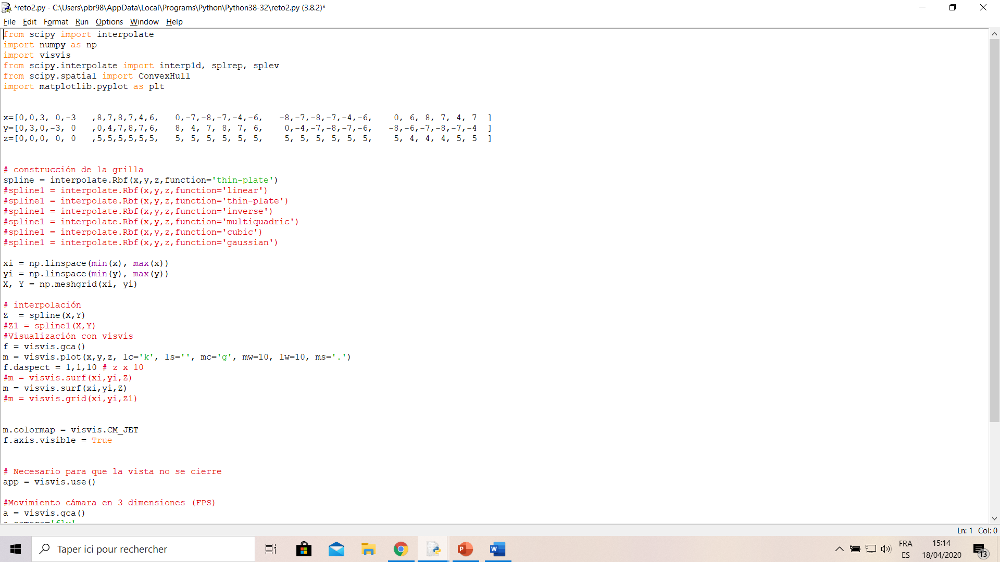 *reto2.py - C:\Users\pbr98\AppData\Local\Programs\Python\Python38-32\reto2.py (3.8.2)*
File Edit Format Run Options Window Help
from scipy import interpolate
import numpy as np
import visvis
from scipy.interpolate import interp1d, splrep, splev
from scipy.spatial import ConvexHull
import matplotlib.pyplot as plt
x=[0,0,3, 0,-3   ,8,7,8,7,4,6,   0,-7,-8,-7,-4,-6,   -8,-7,-8,-7,-4,-6,    0, 6, 8, 7, 4, 7  ]
y=[0,3,0,-3, 0   ,0,4,7,8,7,6,   8, 4, 7, 8, 7, 6,    0,-4,-7,-8,-7,-6,   -8,-6,-7,-8,-7,-4  ]
z=[0,0,0, 0, 0   ,5,5,5,5,5,5,   5, 5, 5, 5, 5, 5,    5, 5, 5, 5, 5, 5,    5, 4, 4, 4, 5, 5  ]
# construcción de la grilla
spline = interpolate.Rbf(x,y,z,function='thin-plate')
#spline1 = interpolate.Rbf(x,y,z,function='linear')
#spline1 = interpolate.Rbf(x,y,z,function='thin-plate')
#spline1 = interpolate.Rbf(x,y,z,function='inverse')
#spline1 = interpolate.Rbf(x,y,z,function='multiquadric')
#spline1 = interpolate.Rbf(x,y,z,function='cubic')
#spline1 = interpolate.Rbf(x,y,z,function='gaussian')
xi = np.linspace(min(x), max(x))
yi = np.linspace(min(y), max(y))
X, Y = np.meshgrid(xi, yi)
# interpolación
Z  = spline(X,Y)
#Z1 = spline1(X,Y)
#Visualización con visvis
f = visvis.gca()
m = visvis.plot(x,y,z, lc='k', ls='', mc='g', mw=10, lw=10, ms='.')
f.daspect = 1,1,10 # z x 10
#m = visvis.surf(xi,yi,Z)
m = visvis.surf(xi,yi,Z)
#m = visvis.grid(xi,yi,Z1)
m.colormap = visvis.CM_JET
f.axis.visible = True
# Necesario para que la vista no se cierre
app = visvis.use()
#Movimiento cámara en 3 dimensiones (FPS)
a = visvis.gca()
a.camera='fly'
Ln: 1 Col: 0
Taper ici pour rechercher
FRA
ES
15:14
18/04/2020
13